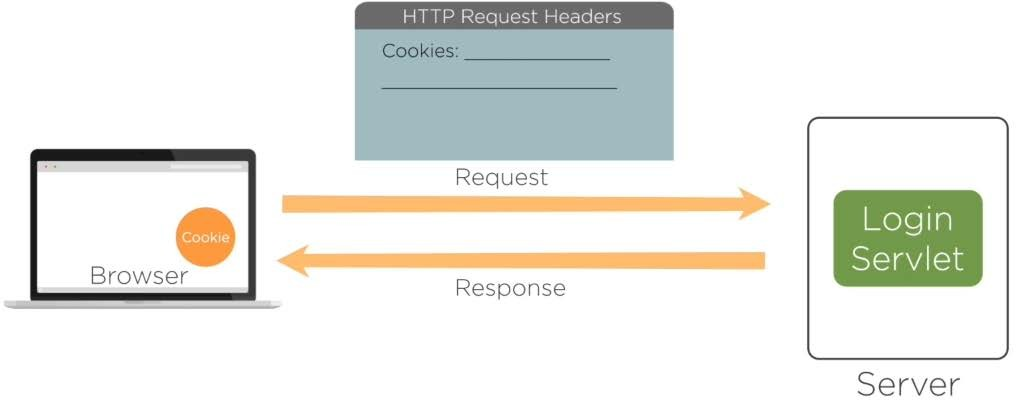 HTTP Request Headers
Cookies:
Request
Cookie
Browser
Response
Login
Servlet
Server